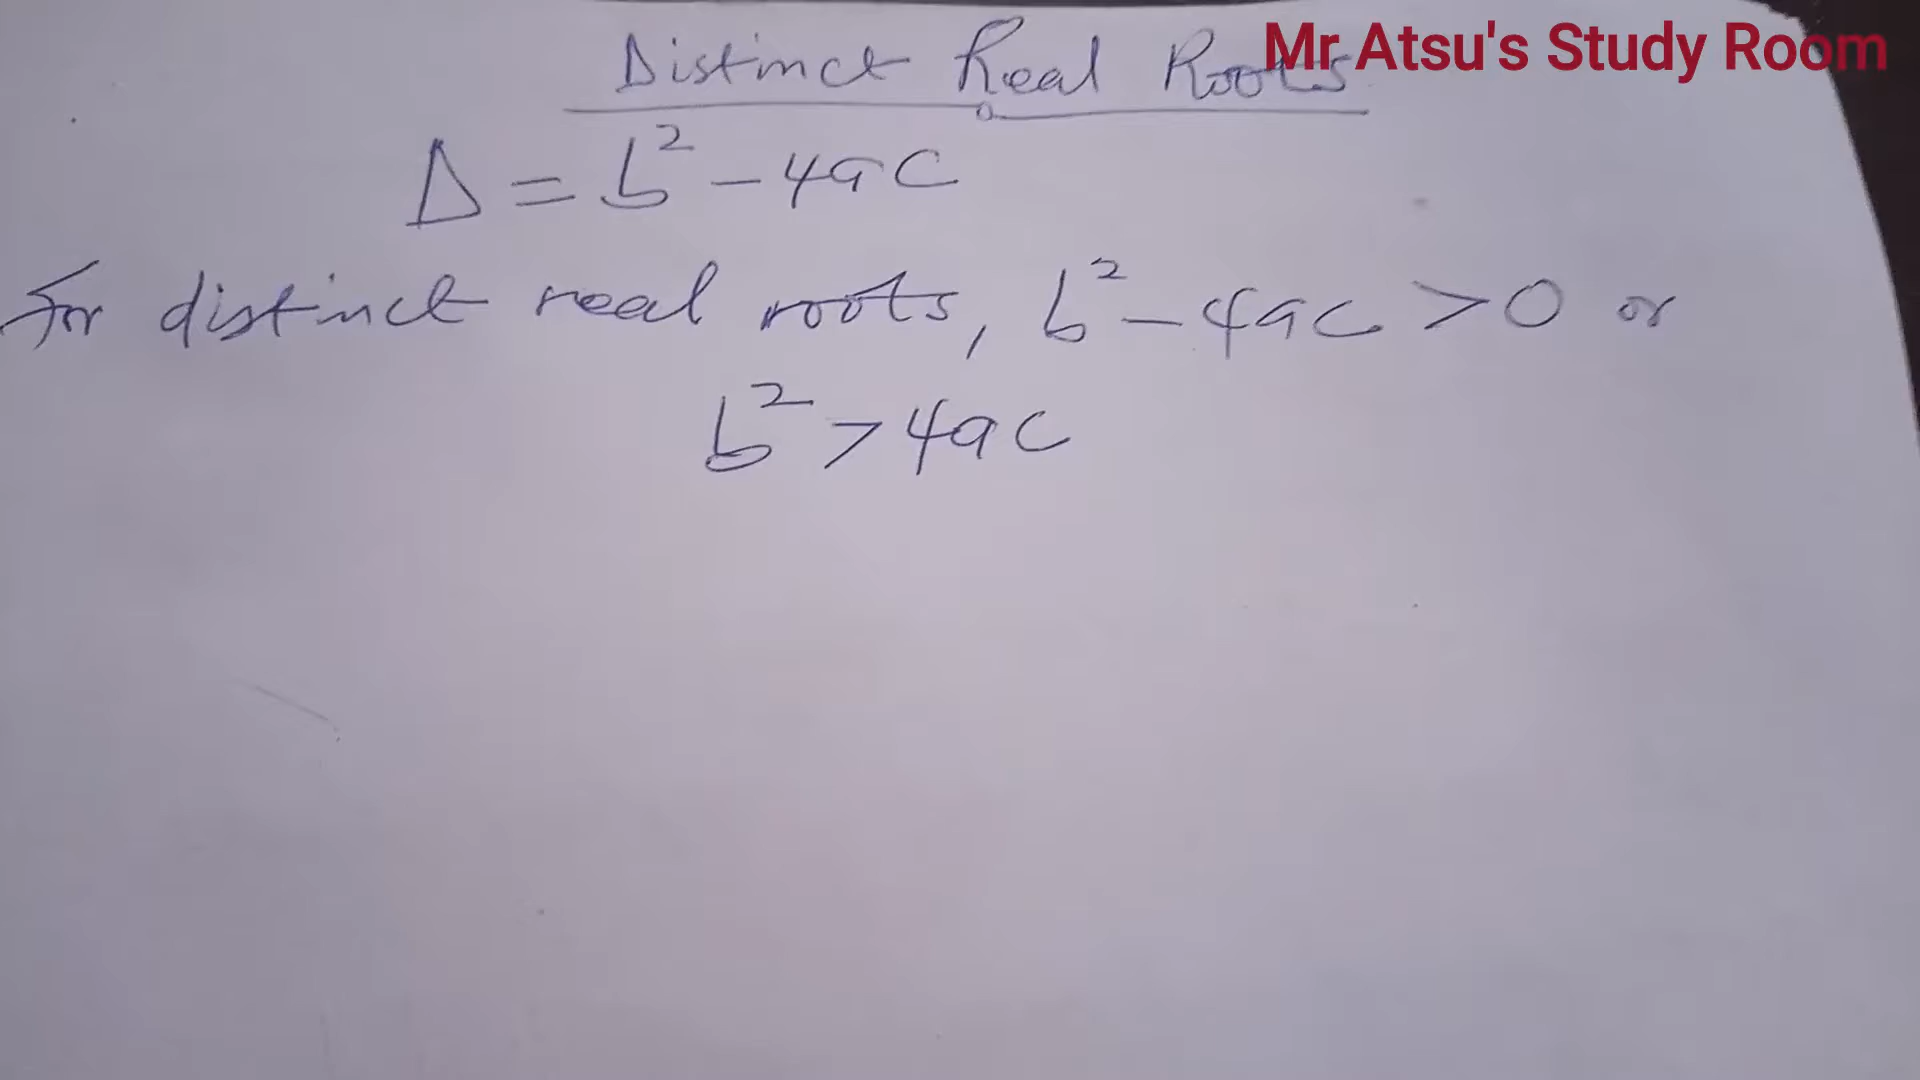 Mr Atsu's Study Room
Distinct Real Roots
Δ = b² - 4ac
For distinct real roots, b² - 4ac > 0 or
b² > 4ac